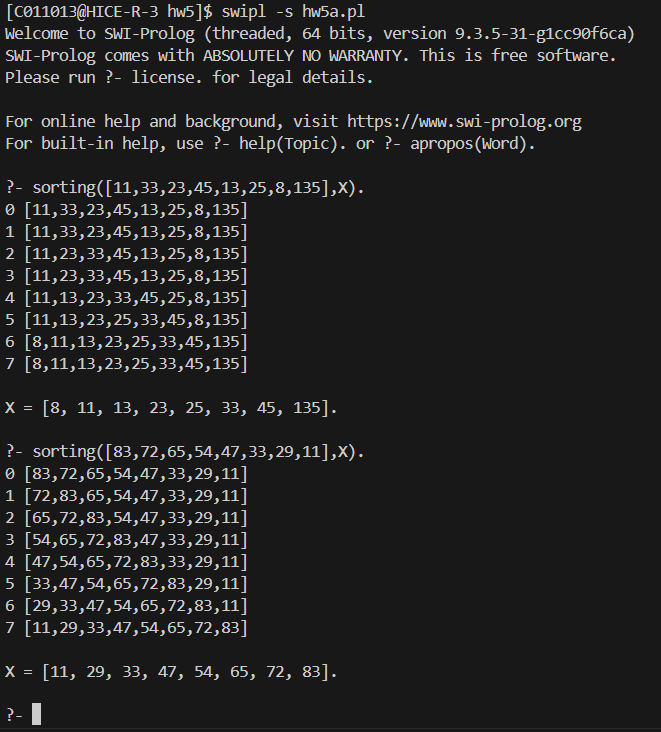 [C011013@HICE-R-3 hw5]$ swipl -s hw5a.pl
Welcome to SWI-Prolog (threaded, 64 bits, version 9.3.5-31-g1cc90f6ca)
SWI-Prolog comes with ABSOLUTELY NO WARRANTY. This is free software.
Please run ?- license. for legal details.

For online help and background, visit https://www.swi-prolog.org
For built-in help, use ?- help(Topic). or ?- apropos(Word).

?- sorting([11,33,23,45,13,25,8,135],X).
0 [11,33,23,45,13,25,8,135]
1 [11,33,23,45,13,25,8,135]
2 [11,23,33,45,13,25,8,135]
3 [11,23,33,45,13,25,8,135]
4 [11,13,23,33,45,25,8,135]
5 [11,13,23,25,33,45,8,135]
6 [8,11,13,23,25,33,45,135]
7 [8,11,13,23,25,33,45,135]

X = [8, 11, 13, 23, 25, 33, 45, 135].

?- sorting([83,72,65,54,47,33,29,11],X).
0 [83,72,65,54,47,33,29,11]
1 [72,83,65,54,47,33,29,11]
2 [65,72,83,54,47,33,29,11]
3 [54,65,72,83,47,33,29,11]
4 [47,54,65,72,83,33,29,11]
5 [33,47,54,65,72,83,29,11]
6 [29,33,47,54,65,72,83,11]
7 [11,29,33,47,54,65,72,83]

X = [11, 29, 33, 47, 54, 65, 72, 83].

?-